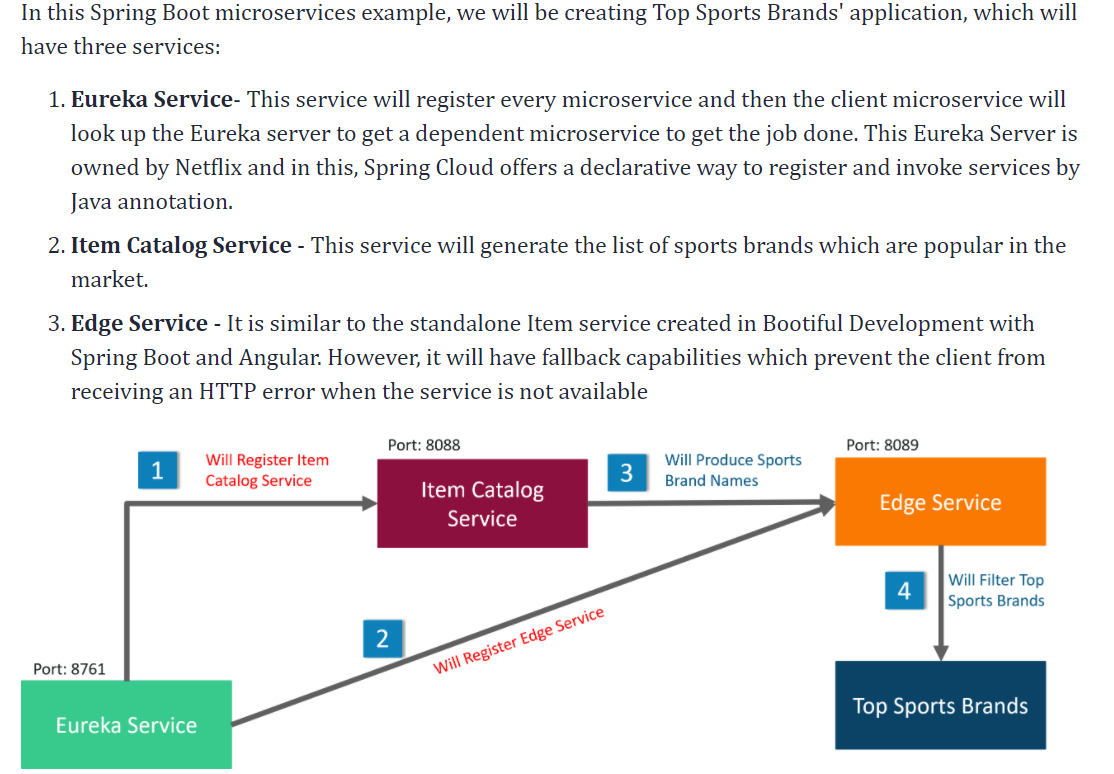 In this Spring Boot microservices example, we will be creating Top Sports Brands' application, which will
have three services:
1. Eureka Service- This service will register every microservice and then the client microservice will
look up the Eureka server to get a dependent microservice to get the job done. This Eureka Server is
owned by Netflix and in this, Spring Cloud offers a declarative way to register and invoke services by
Java annotation.
2. Item Catalog Service - This service will generate the list of sports brands which are popular in the
market.
3. Edge Service - It is similar to the standalone Item service created in Bootiful Development with
Spring Boot and Angular. However, it will have fallback capabilities which prevent the client from
receiving an HTTP error when the service is not available
1
Will Register Item
Catalog Service
Port: 8088
Item Catalog
Service
3
Will Produce Sports
Brand Names
Port: 8089
Edge Service
4
Will Filter Top
Sports Brands
2
Will Register Edge Service
Port: 8761
Eureka Service
Top Sports Brands